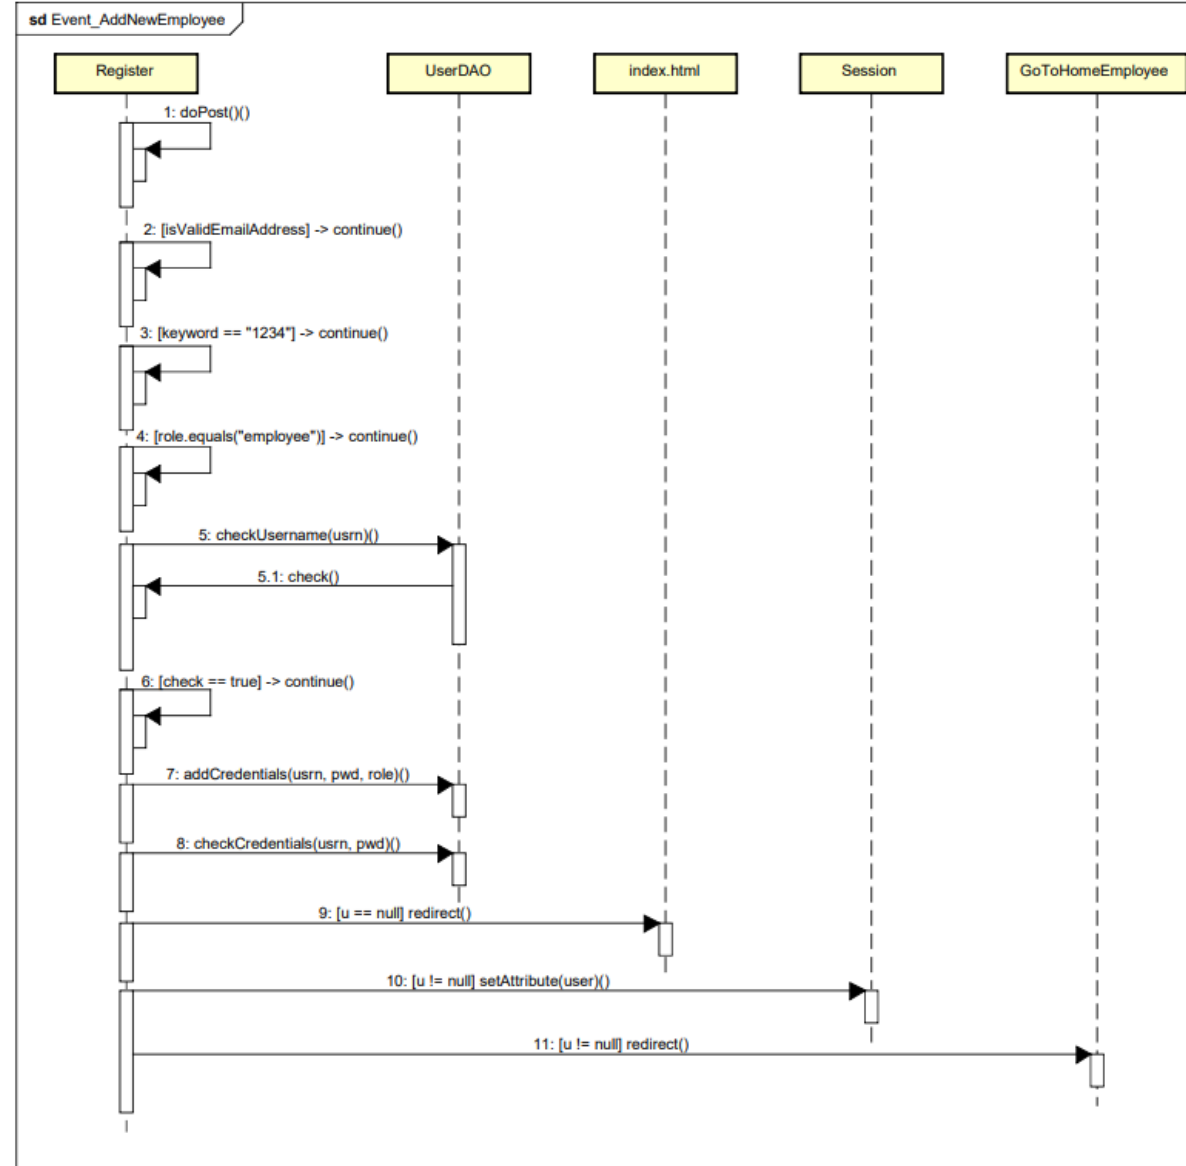 sd Event_AddNewEmployee
Register
UserDAO
index.html
Session
GoToHomeEmployee
1: doPost()()
2: [isValidEmailAddress] -> continue()
3: [keyword == "1234"] -> continue()
4: [role.equals("employee")] -> continue()
5: checkUsername(usrn)()
5.1: check()
6: [check == true] -> continue()
7: addCredentials(usrn, pwd, role)()
8: checkCredentials(usrn, pwd)()
9: [u == null] redirect()
10: [u != null] setAttribute(user)()
11: [u != null] redirect()